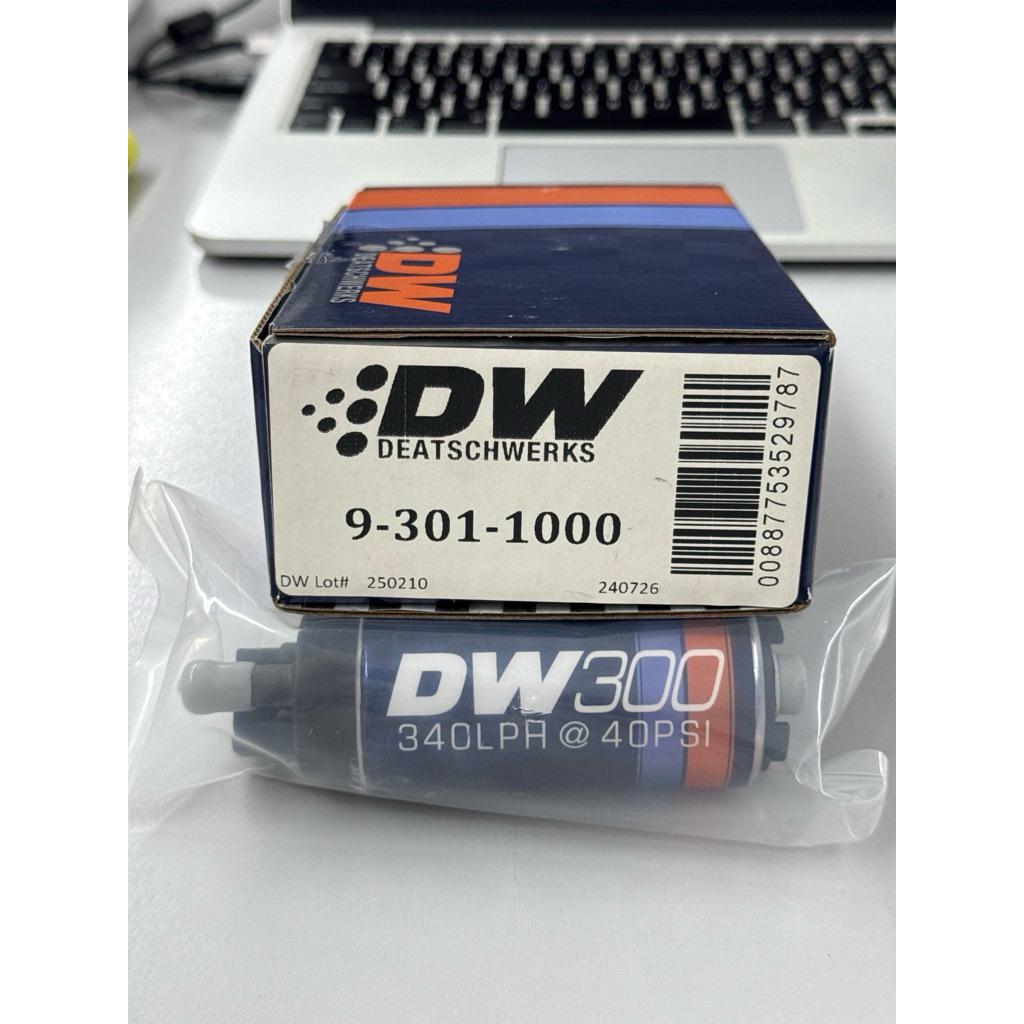 DW
DEATSCHWERKS
DW
DEATSCHWERKS
9-301-1000
DW Lot# 250210
240726
00887753529787
DW300
340LPH @ 40PSI